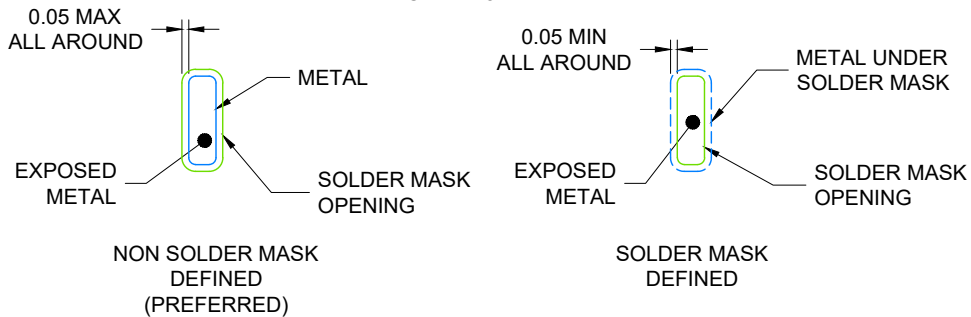 0.05 MAX
ALL AROUND
METAL
EXPOSED
METAL
SOLDER MASK
OPENING
NON SOLDER MASK
DEFINED
(PREFERRED)
0.05 MIN
ALL AROUND
METAL UNDER
SOLDER MASK
EXPOSED
METAL
SOLDER MASK
OPENING
SOLDER MASK
DEFINED